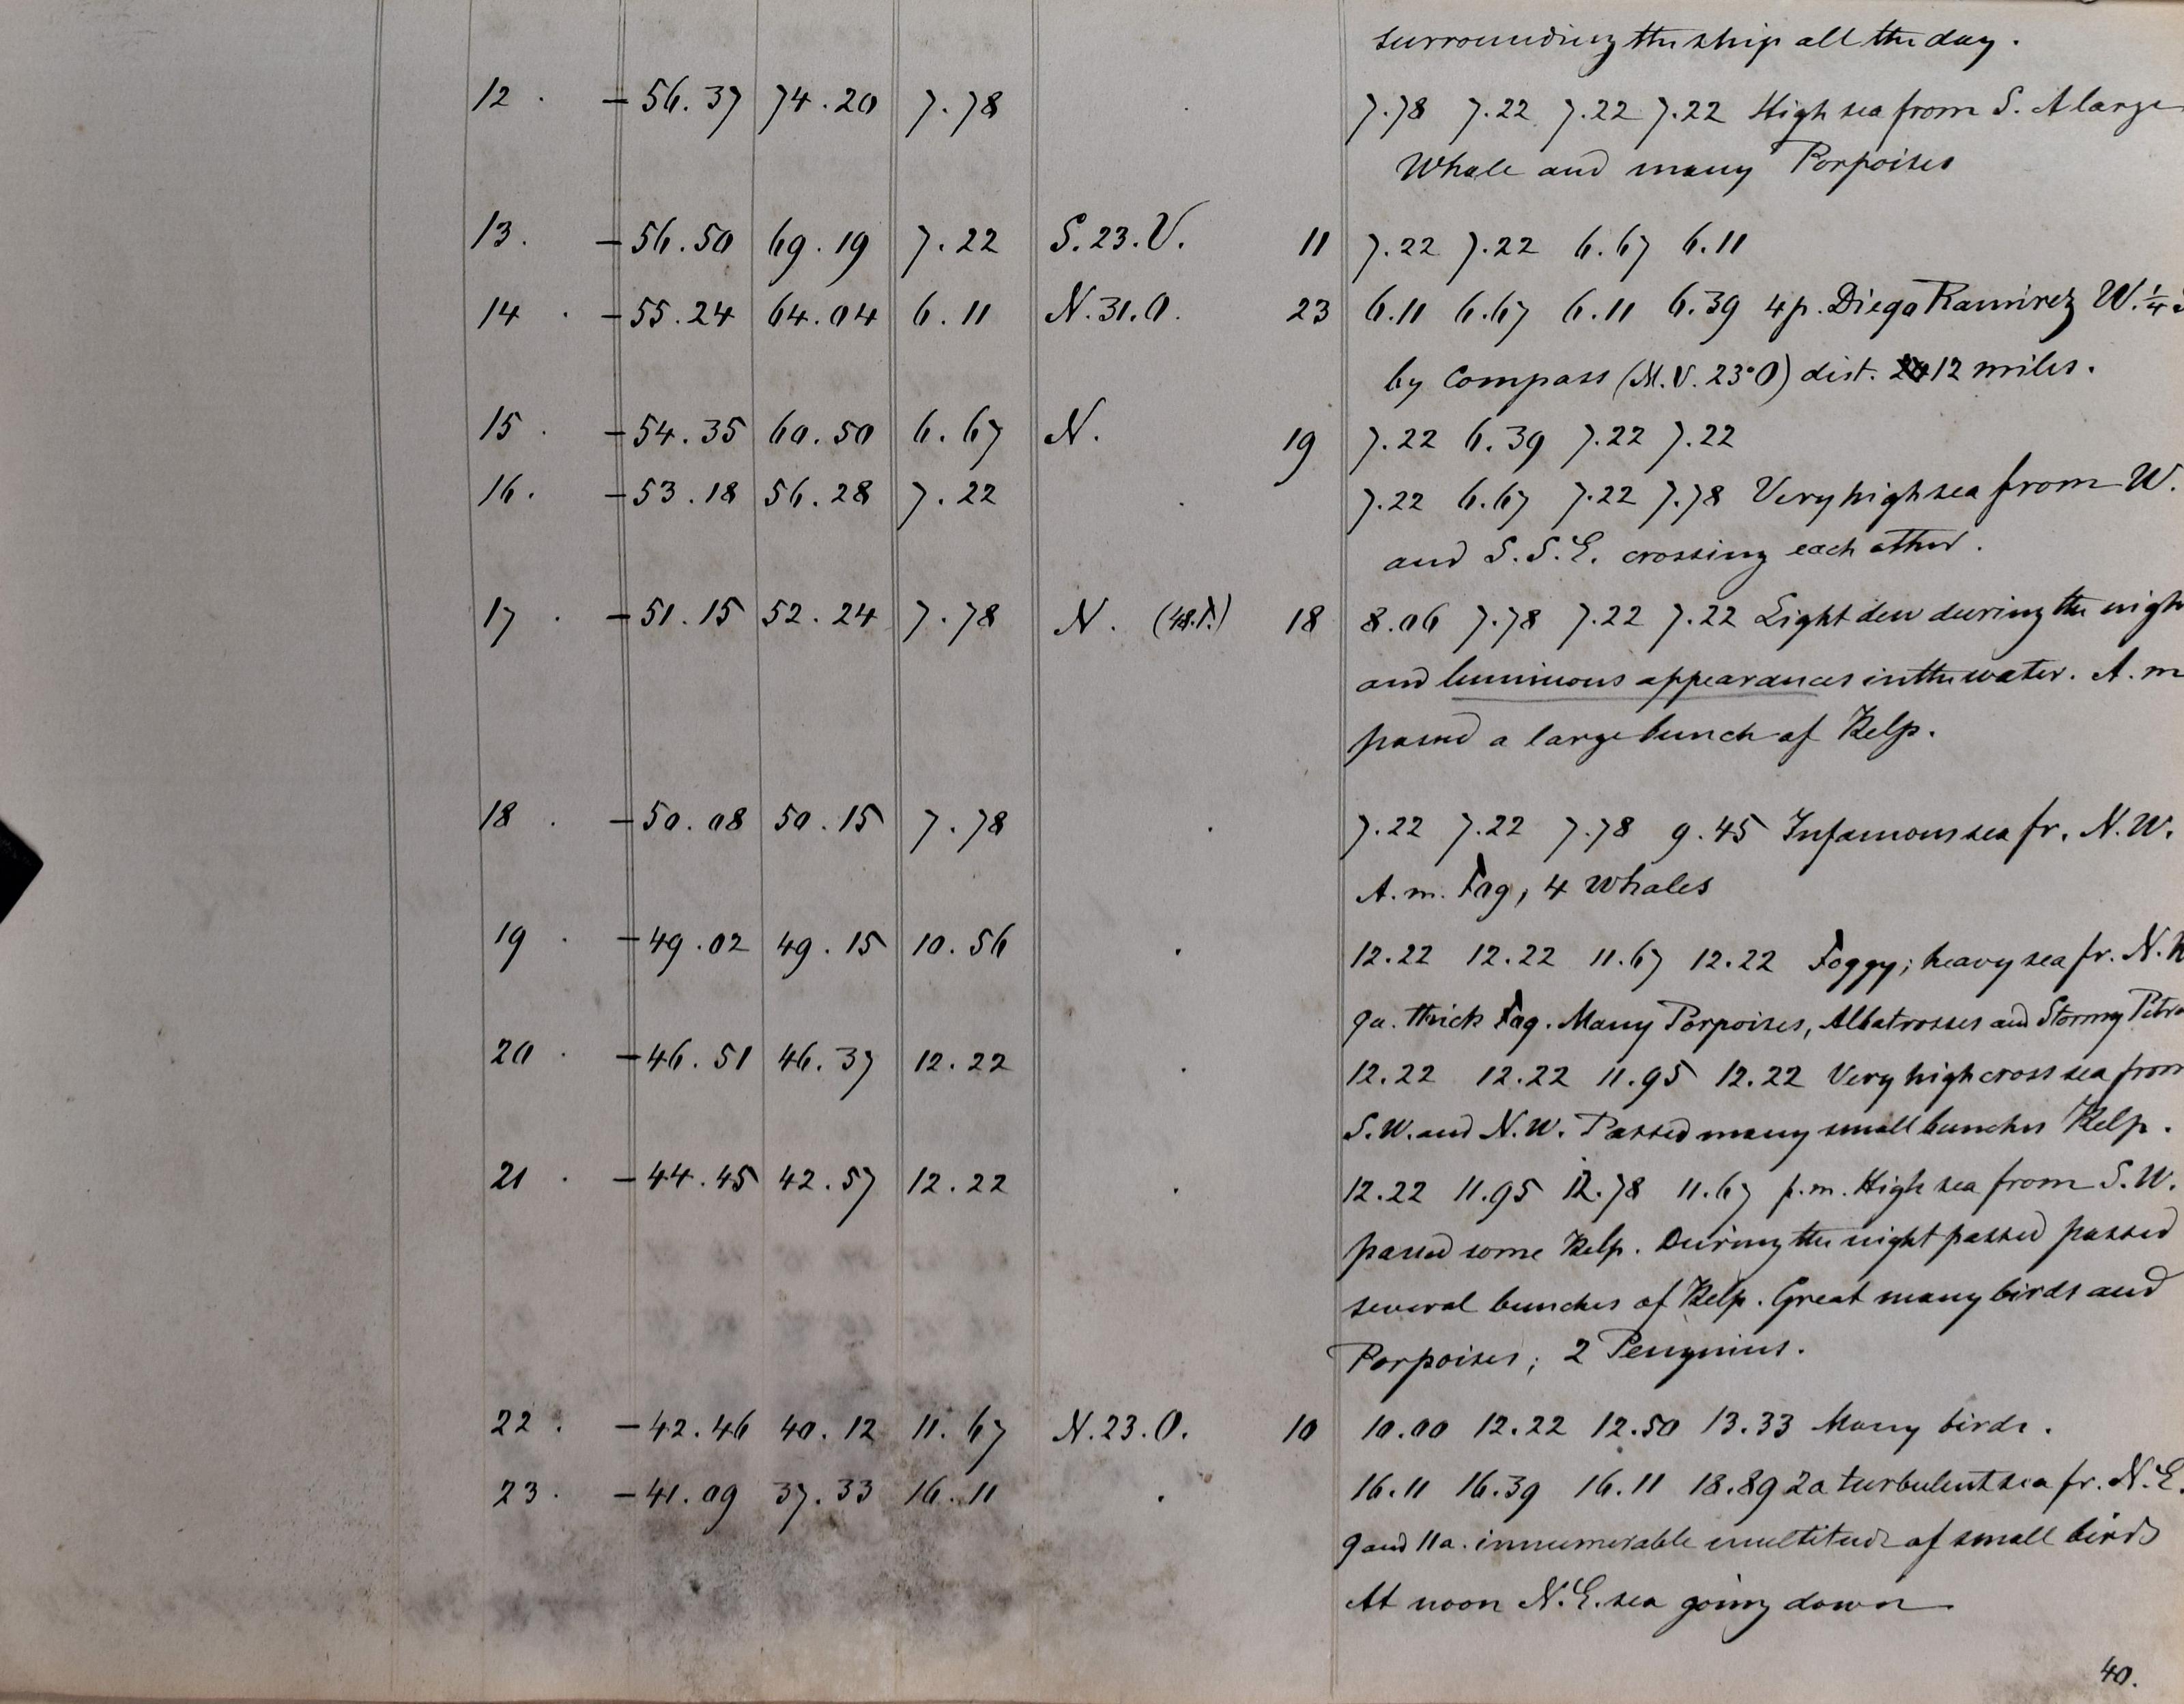 surrounding the ship all the day.
12 . — 56.37 74.20 7.78 . 7.78 7.22 7.22 7.22 High sea from S. A large
Whale and many Porpoises
13. — 56.50 69.19 7.22 S.23.V. 11 7.22 7.22 6.67 6.11
14 . — 55.24 64.04 6.11 N.31.O. 23 6.11 6.67 6.11 6.39 4p. Diego Ramirez W. ¼
by Compass (M.V. 23°O) dist. 12 miles.
15 . — 54.35 60.50 6.67 N. 19 7.22 6.39 7.22 7.22
16. — 53.18 56.28 7.22 . 7.22 6.67 7.22 7.78 Very high sea from W.
and S.S.E. crossing each other.
17 . — 51.15 52.24 7.78 N. 18 8.06 7.78 7.22 7.22 Light dew during the nigh
and luminuous appearances in the water. A.m
passed a large bunch of Kelp.
18 . — 50.08 50.15 7.78 . 7.22 7.22 7.78 9.45 Infamous sea fr. N.W.
A.m. Fog, 4 Whales
19 . — 49.02 49.15 10.56 . 12.22 12.22 11.67 12.22 Foggy; heavy sea fr. N.
9a. thick Fog. Many Porpoises, Albatrosses and Stormy Petre
20 . — 46.51 46.37 12.22 . 12.22 12.22 11.95 12.22 Very high cross sea from
S.W. and N.W. Passed many small bunches Kelp.
21 . — 44.45 42.57 12.22 . 12.22 11.95 12.78 11.67 p.m. High sea from S.W.
passed some Kelp. During the night passed passed
several bunches of Kelp. Great many birds and
Porpoises; 2 Pengnins.
22 . — 42.46 40.12 11.67 N.23.O. 10 10.00 12.22 12.50 13.33 Many birds.
23 . — 41.09 37.33 16.11 . 16.11 16.39 16.11 18.89 2a turbulent sea fr. N.E.
9 and 11a. innumerable multitude of small birds
At noon N.E. sea going down
40.